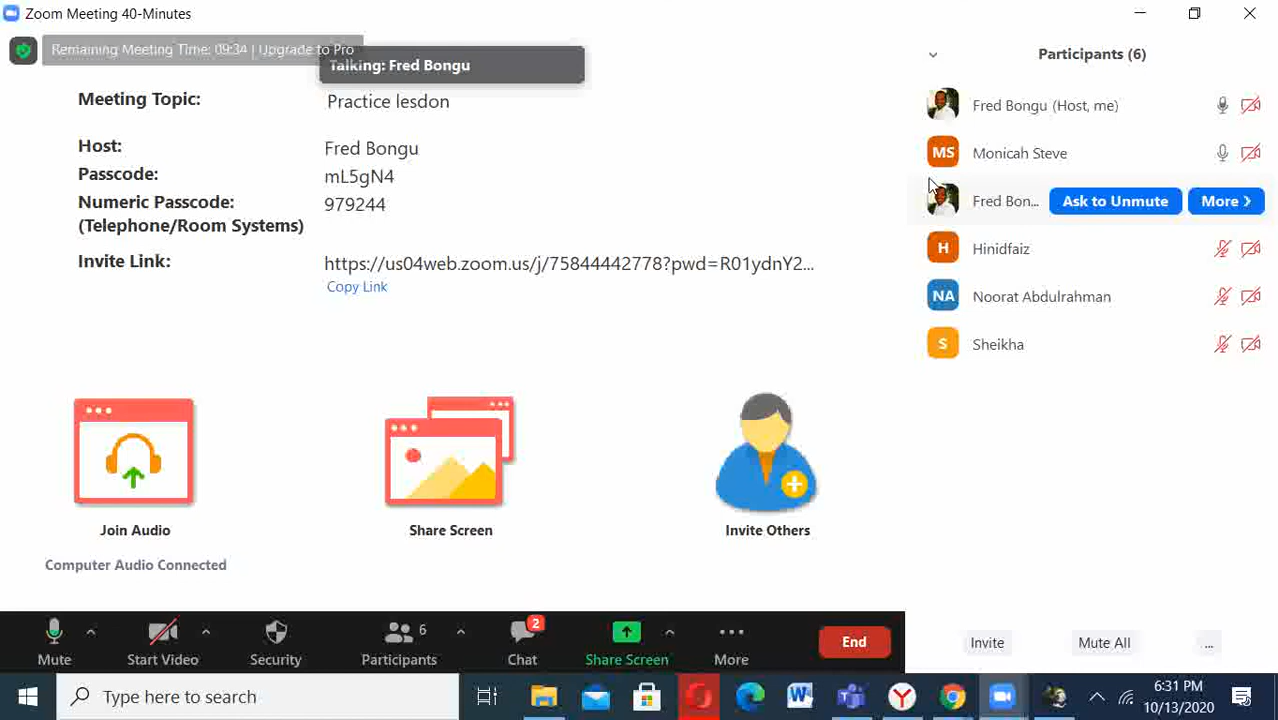 Zoom Meeting 40-Minutes
Remaining Meeting Time: 09:34 | Upgrade to Pro
Talking: Fred Bongu
Meeting Topic: Practice lesdon
Host: Fred Bongu
Passcode: mL5gN4
Numeric Passcode: 979244
(Telephone/Room Systems)
Invite Link: https://us04web.zoom.us/j/75844442778?pwd=R01ydnY2...
Copy Link
Join Audio
Share Screen
Invite Others
Computer Audio Connected
Participants (6)
Fred Bongu (Host, me)
MS Monicah Steve
Fred Bon... Ask to Unmute More >
H Hinidfaiz
NA Noorat Abdulrahman
S Sheikha
Mute
Start Video
Security
6
Participants
2
Chat
Share Screen
More
End
Invite
Mute All
...
Type here to search
6:31 PM
10/13/2020